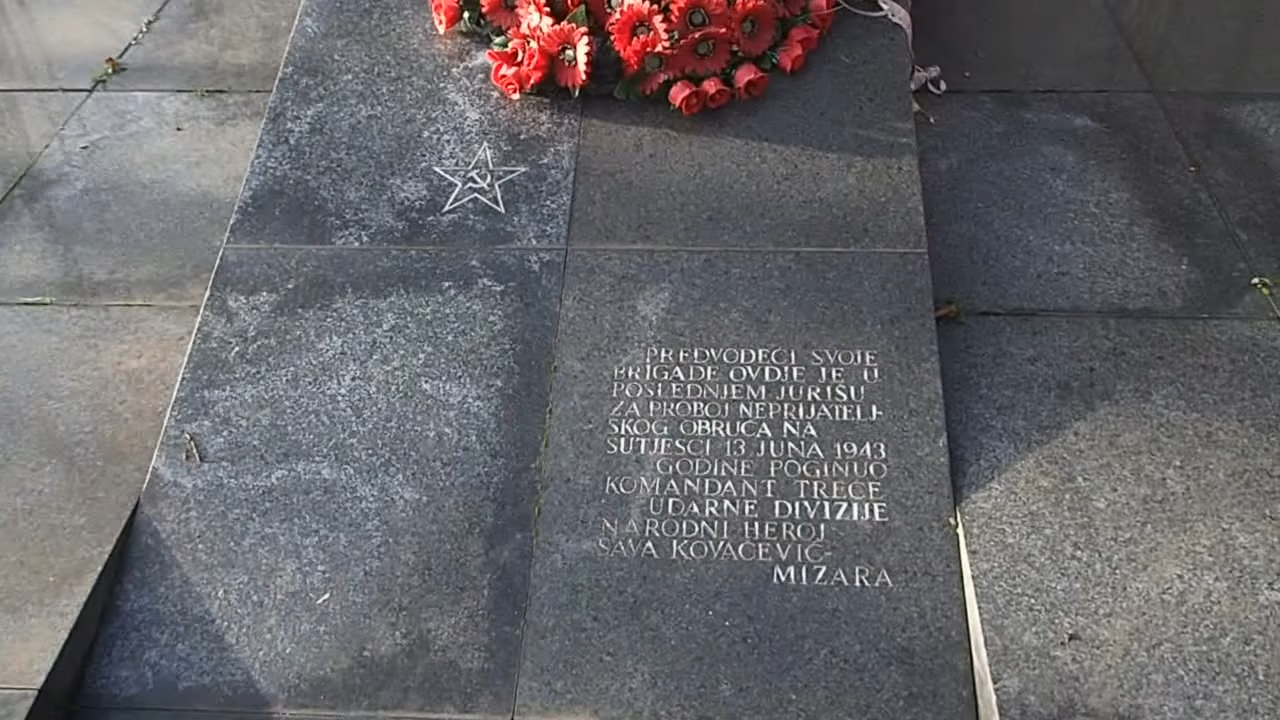 PREDVODEĆI SVOJE
BRIGADE OVDJE JE U
POSLEDNJEM JURIŠU
ZA PROBOJ NEPRIJATELJ-
SKOG OBRUČA NA
SUTJESCI 13 JUNA 1943
GODINE POGINUO
KOMANDANT TREĆE
UDARNE DIVIZIJE
NARODNI HEROJ
SAVA KOVAČEVIĆ-
MIZARA